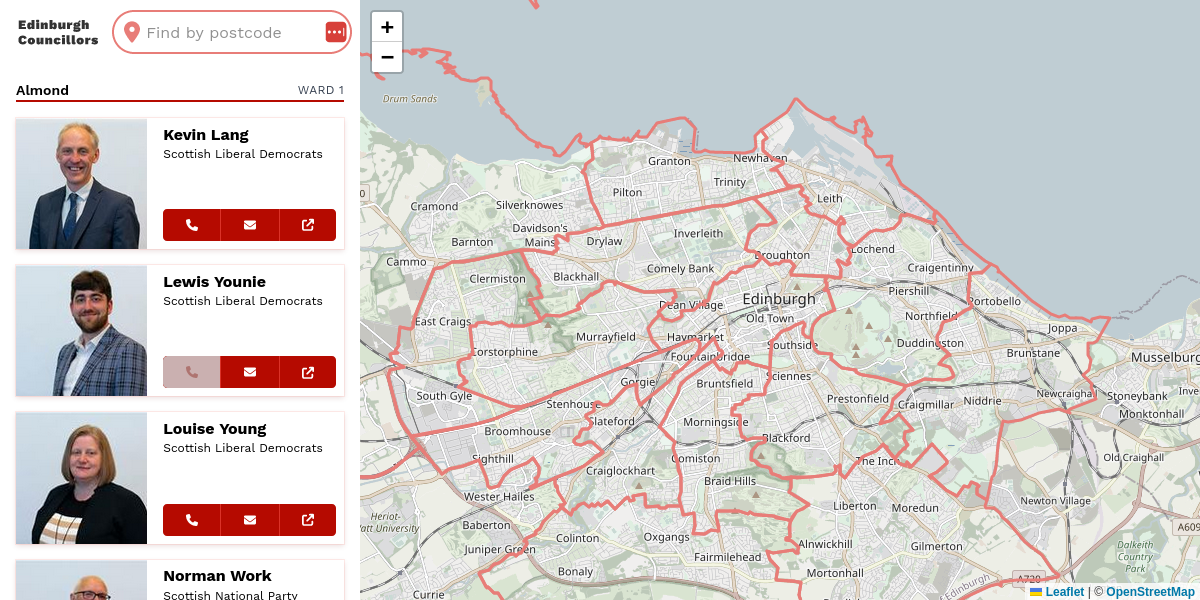 Edinburgh
Councillors
Find by postcode
Almond
WARD 1
Kevin Lang
Scottish Liberal Democrats
Lewis Younie
Scottish Liberal Democrats
Louise Young
Scottish Liberal Democrats
Norman Work
Scottish National Party
+
−
Drum Sands
Granton
Newhaven
Trinity
Pilton
Leith
Cramond
Silverknowes
Davidson's
Mains
Drylaw
Inverleith
Barnton
Lochend
Broughton
Cammo
Clermiston
Blackhall
Comely Bank
Craigentinny
Piershill
Portobello
Dean Village
Edinburgh
Old Town
Northfield
Joppa
East Craigs
Murrayfield
Haymarket
Southside
Duddingston
Corstorphine
Fountainbridge
Brunstane
Musselburg
Gorgie
Bruntsfield
Sciennes
South Gyle
Stenhouse
Prestonfield
Craigmillar
Niddrie
Newcraighall
Stoneybank
Inve
Monktonhall
Slateford
Morningside
Broomhouse
Blackford
Sighthill
Craiglockhart
Comiston
The Inch
Old Craighall
Braid Hills
Wester Hailes
Liberton
Moredun
Newton Village
Heriot-
Watt University
Baberton
Colinton
Oxgangs
Alnwickhill
Gilmerton
A609
Juniper Green
Fairmilehead
Dalkeith
Country
Park
Bonaly
Mortonhall
A720
Currie
f Edinburgh
Leaflet | © OpenStreetMap